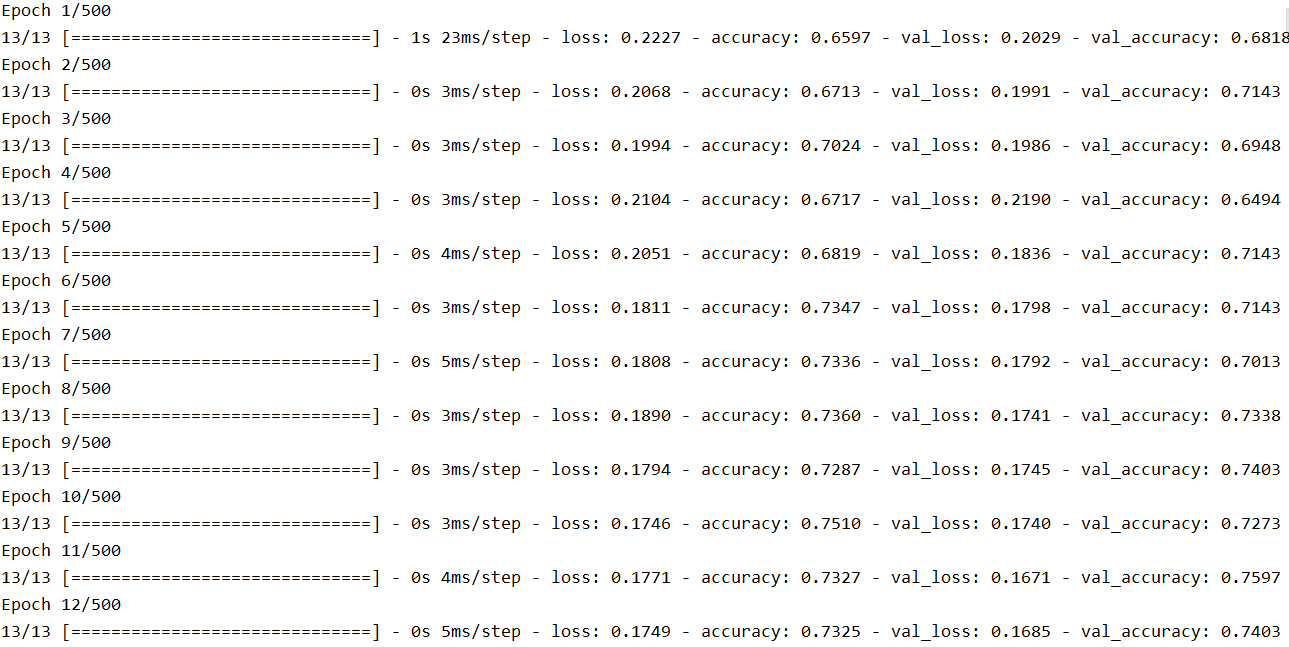 Epoch 1/500
13/13 [==============================] - 1s 23ms/step - loss: 0.2227 - accuracy: 0.6597 - val_loss: 0.2029 - val_accuracy: 0.6818
Epoch 2/500
13/13 [==============================] - 0s 3ms/step - loss: 0.2068 - accuracy: 0.6713 - val_loss: 0.1991 - val_accuracy: 0.7143
Epoch 3/500
13/13 [==============================] - 0s 3ms/step - loss: 0.1994 - accuracy: 0.7024 - val_loss: 0.1986 - val_accuracy: 0.6948
Epoch 4/500
13/13 [==============================] - 0s 3ms/step - loss: 0.2104 - accuracy: 0.6717 - val_loss: 0.2190 - val_accuracy: 0.6494
Epoch 5/500
13/13 [==============================] - 0s 4ms/step - loss: 0.2051 - accuracy: 0.6819 - val_loss: 0.1836 - val_accuracy: 0.7143
Epoch 6/500
13/13 [==============================] - 0s 3ms/step - loss: 0.1811 - accuracy: 0.7347 - val_loss: 0.1798 - val_accuracy: 0.7143
Epoch 7/500
13/13 [==============================] - 0s 5ms/step - loss: 0.1808 - accuracy: 0.7336 - val_loss: 0.1792 - val_accuracy: 0.7013
Epoch 8/500
13/13 [==============================] - 0s 3ms/step - loss: 0.1890 - accuracy: 0.7360 - val_loss: 0.1741 - val_accuracy: 0.7338
Epoch 9/500
13/13 [==============================] - 0s 3ms/step - loss: 0.1794 - accuracy: 0.7287 - val_loss: 0.1745 - val_accuracy: 0.7403
Epoch 10/500
13/13 [==============================] - 0s 3ms/step - loss: 0.1746 - accuracy: 0.7510 - val_loss: 0.1740 - val_accuracy: 0.7273
Epoch 11/500
13/13 [==============================] - 0s 4ms/step - loss: 0.1771 - accuracy: 0.7327 - val_loss: 0.1671 - val_accuracy: 0.7597
Epoch 12/500
13/13 [==============================] - 0s 5ms/step - loss: 0.1749 - accuracy: 0.7325 - val_loss: 0.1685 - val_accuracy: 0.7403